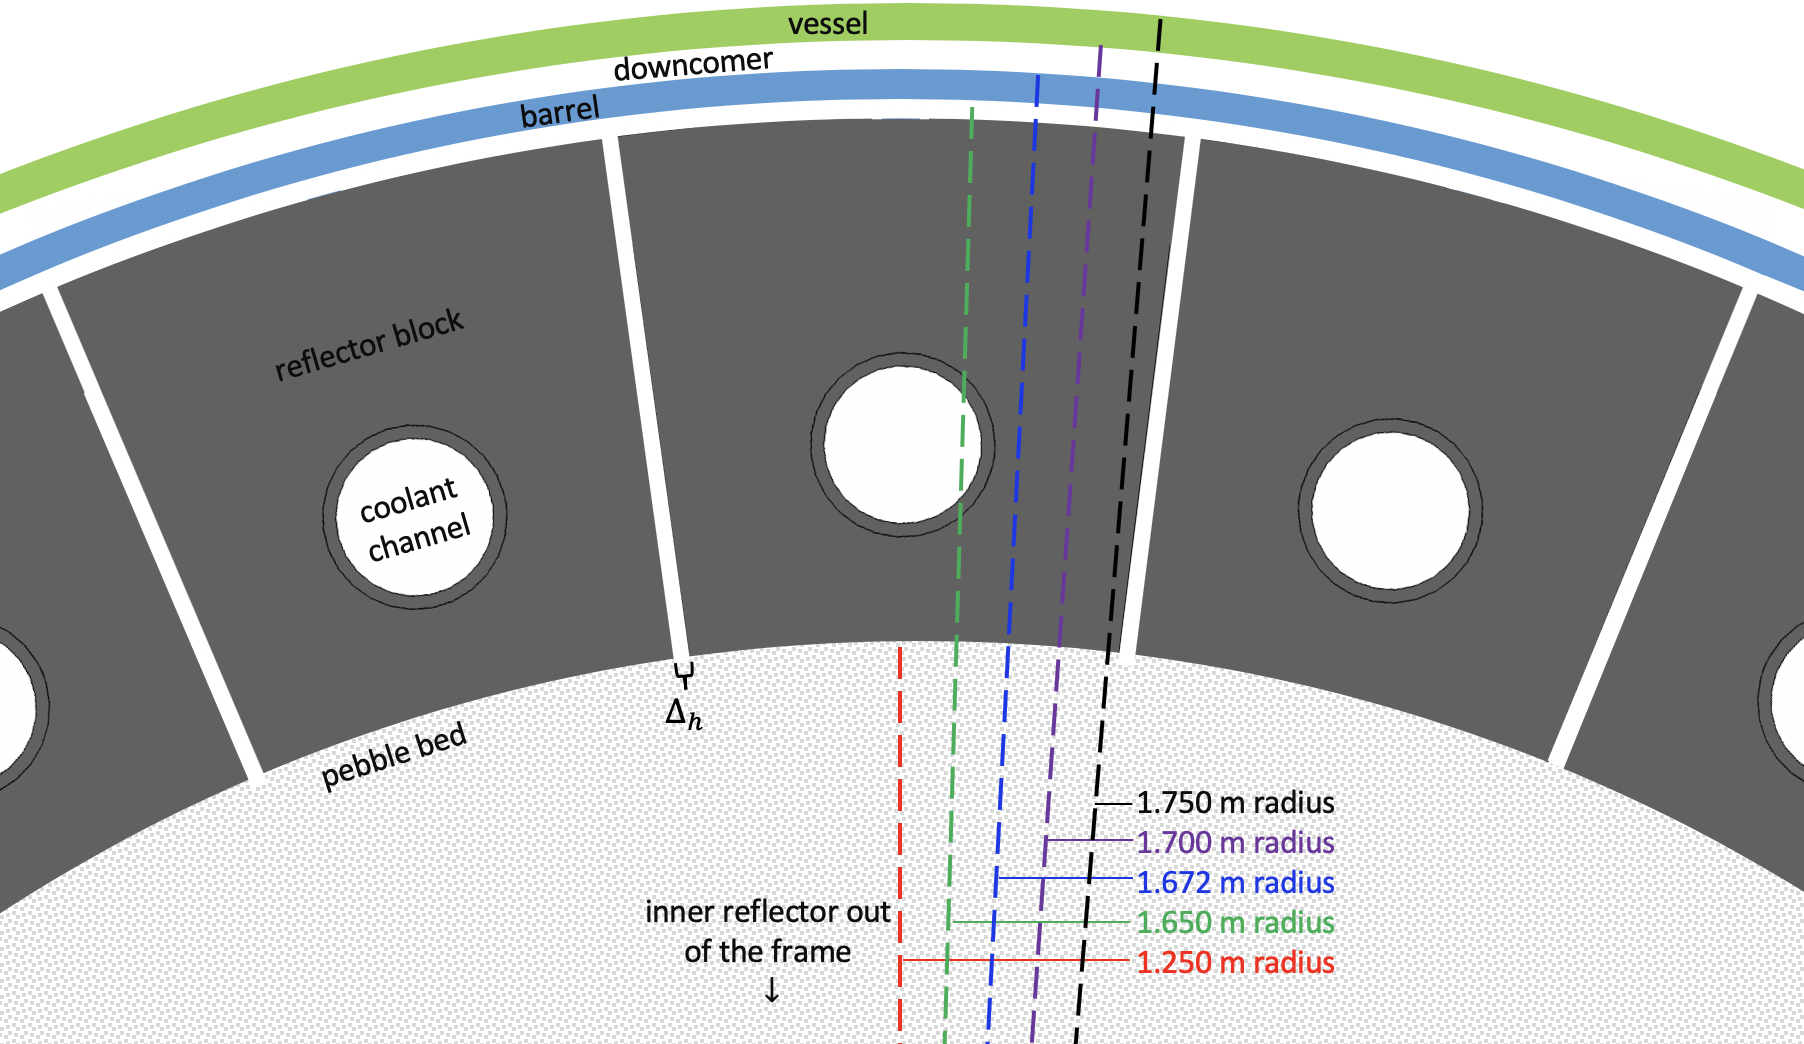 vessel
downcomer
barrel
reflector block
coolant
channel
Δh
pebble bed
1.750 m radius
1.700 m radius
1.672 m radius
1.650 m radius
1.250 m radius
inner reflector out
of the frame
↓